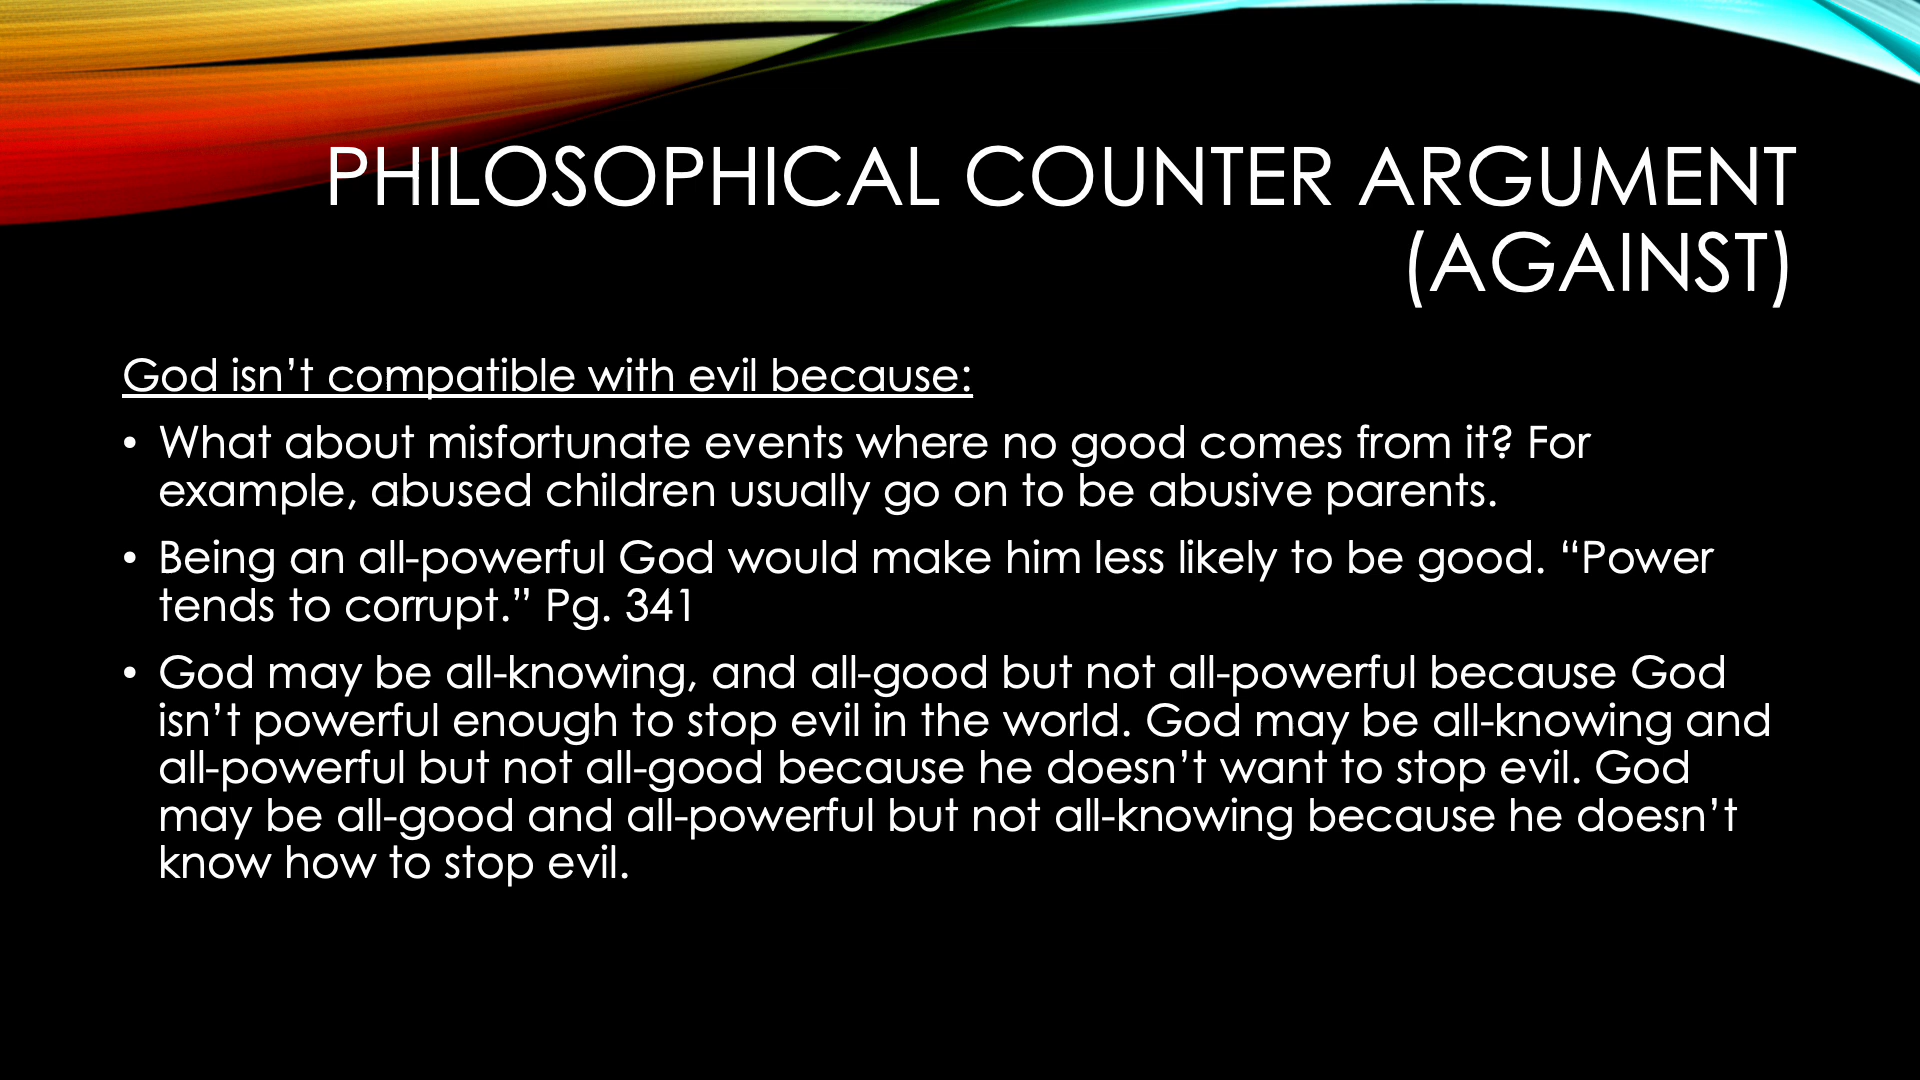 PHILOSOPHICAL COUNTER ARGUMENT
(AGAINST)
God isn’t compatible with evil because:
• What about misfortunate events where no good comes from it? For
example, abused children usually go on to be abusive parents.
• Being an all-powerful God would make him less likely to be good. “Power
tends to corrupt.” Pg. 341
• God may be all-knowing, and all-good but not all-powerful because God
isn’t powerful enough to stop evil in the world. God may be all-knowing and
all-powerful but not all-good because he doesn’t want to stop evil. God
may be all-good and all-powerful but not all-knowing because he doesn’t
know how to stop evil.